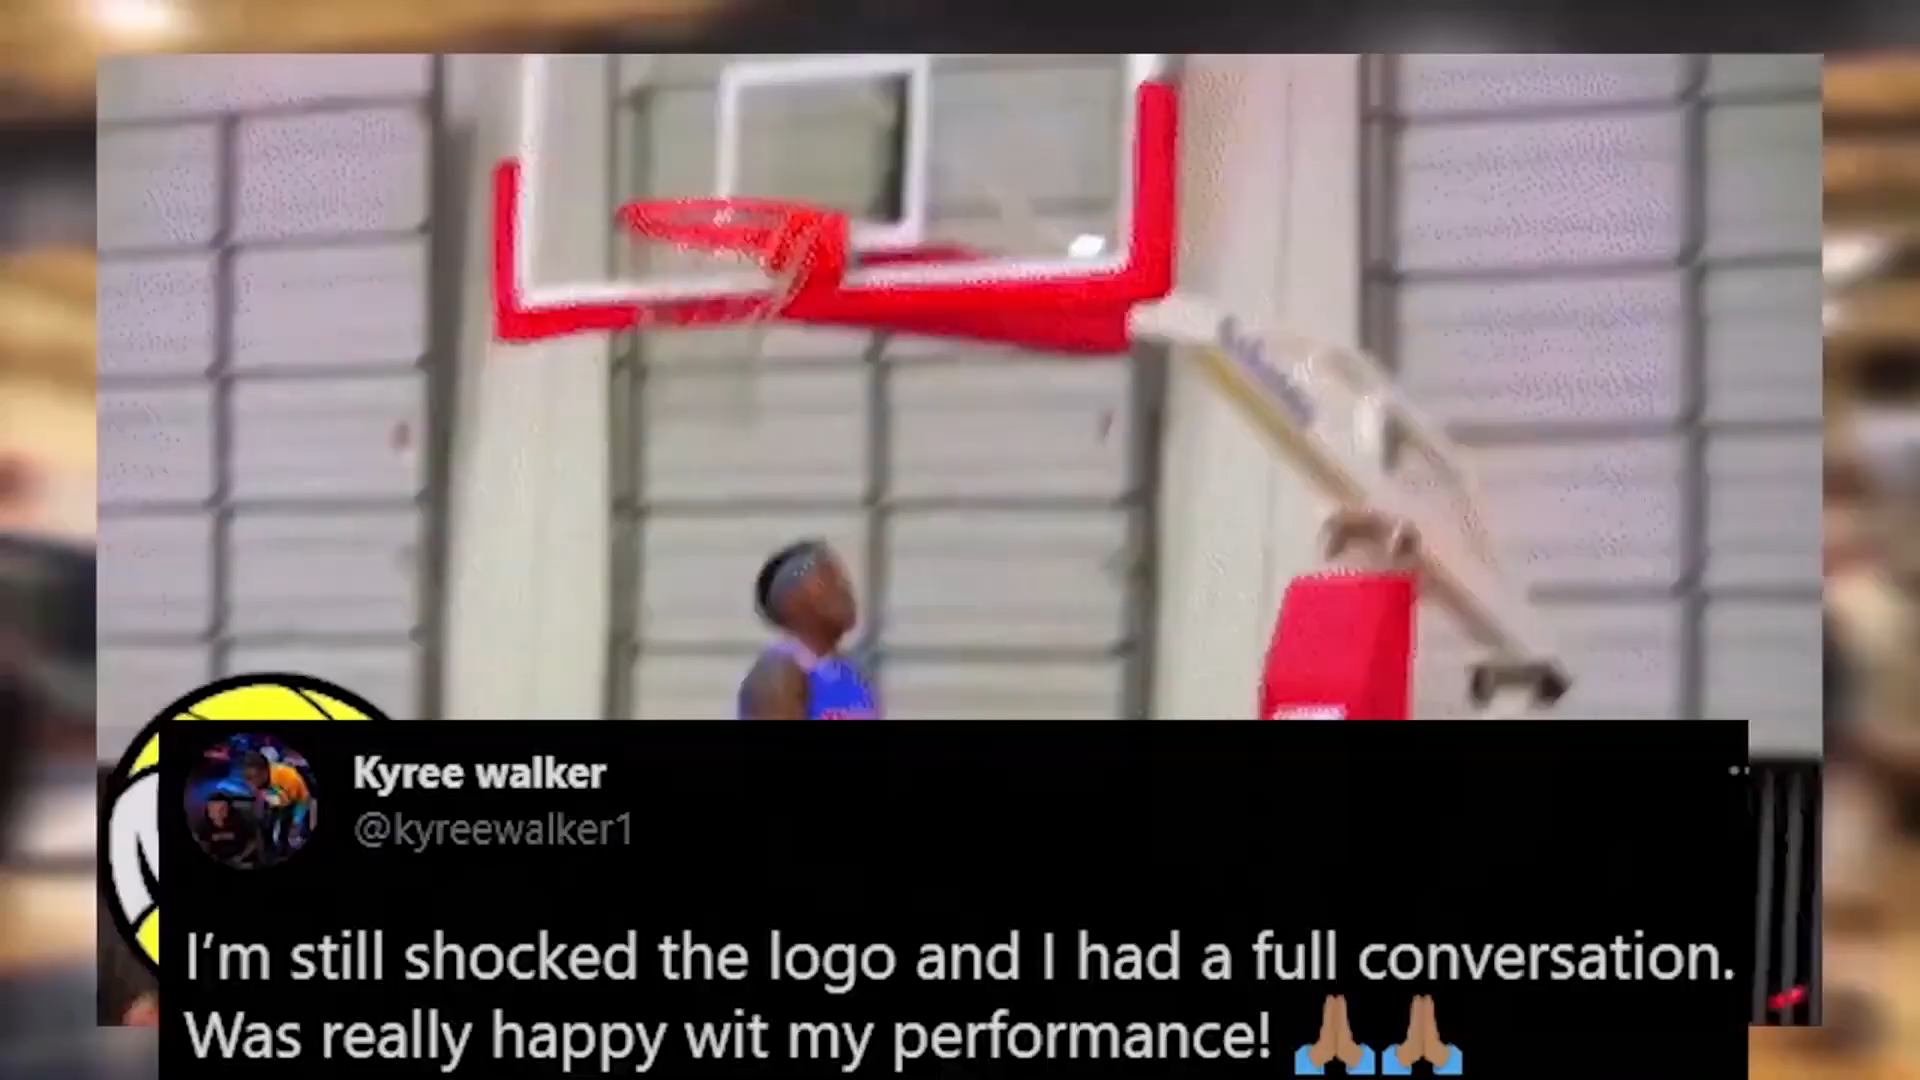 Kyree walker
@kyreewalker1
I'm still shocked the logo and I had a full conversation.
Was really happy wit my performance! 🙏🏽🙏🏽